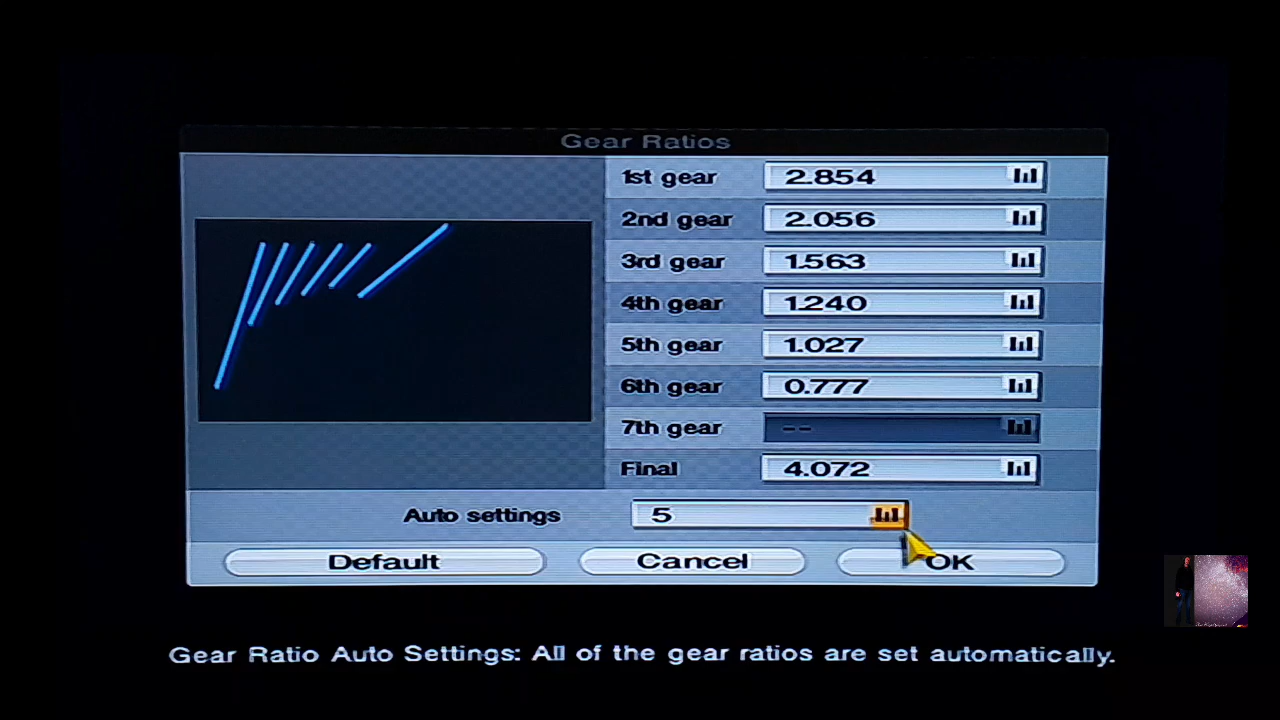 Gear Ratios
1st gear 2.854
2nd gear 2.056
3rd gear 1.563
4th gear 1.240
5th gear 1.027
6th gear 0.777
7th gear --
Final 4.072
Auto settings 5
Default Cancel OK
Gear Ratio Auto Settings: All of the gear ratios are set automatically.